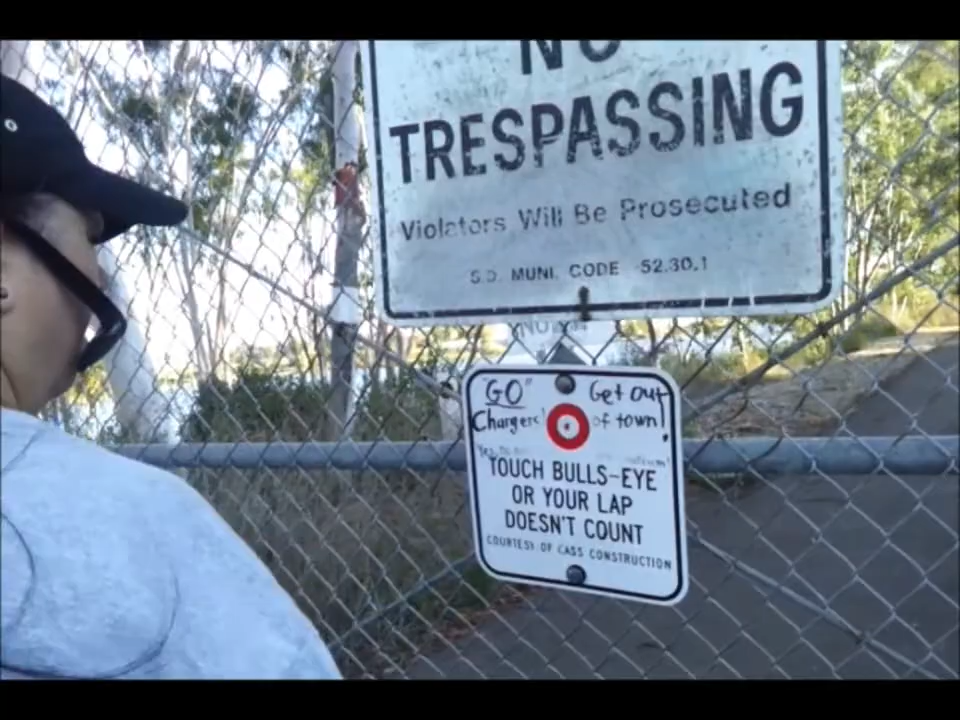 NO
TRESPASSING
Violators Will Be Prosecuted
S.D. MUNI. CODE 52.30.1
"GO" Get out
Chargers! of town!
TOUCH BULLS-EYE
OR YOUR LAP
DOESN'T COUNT
COURTESY OF CASS CONSTRUCTION